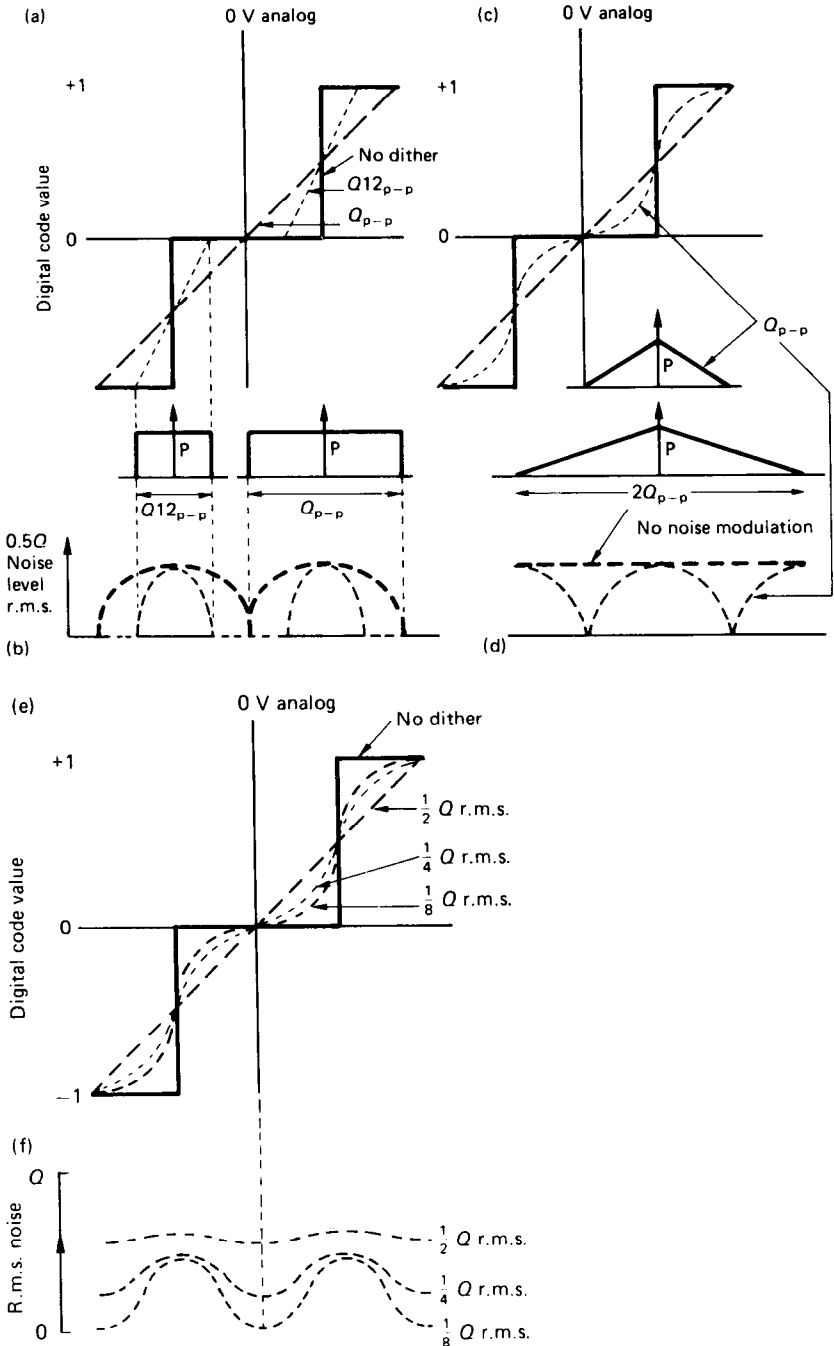 (a)
0 V analog
+1
No dither
Q12p–p
Qp–p
0
Digital code value
P
P
Q12p–p
Qp–p
0.5Q
Noise
level
r.m.s.
(b)
(c)
0 V analog
+1
0
Qp–p
P
P
2Qp–p
No noise modulation
(d)
(e)
0 V analog
No dither
+1
1/2 Q r.m.s.
1/4 Q r.m.s.
1/8 Q r.m.s.
0
Digital code value
−1
(f)
Q
R.m.s. noise
0
1/2 Q r.m.s.
1/4 Q r.m.s.
1/8 Q r.m.s.